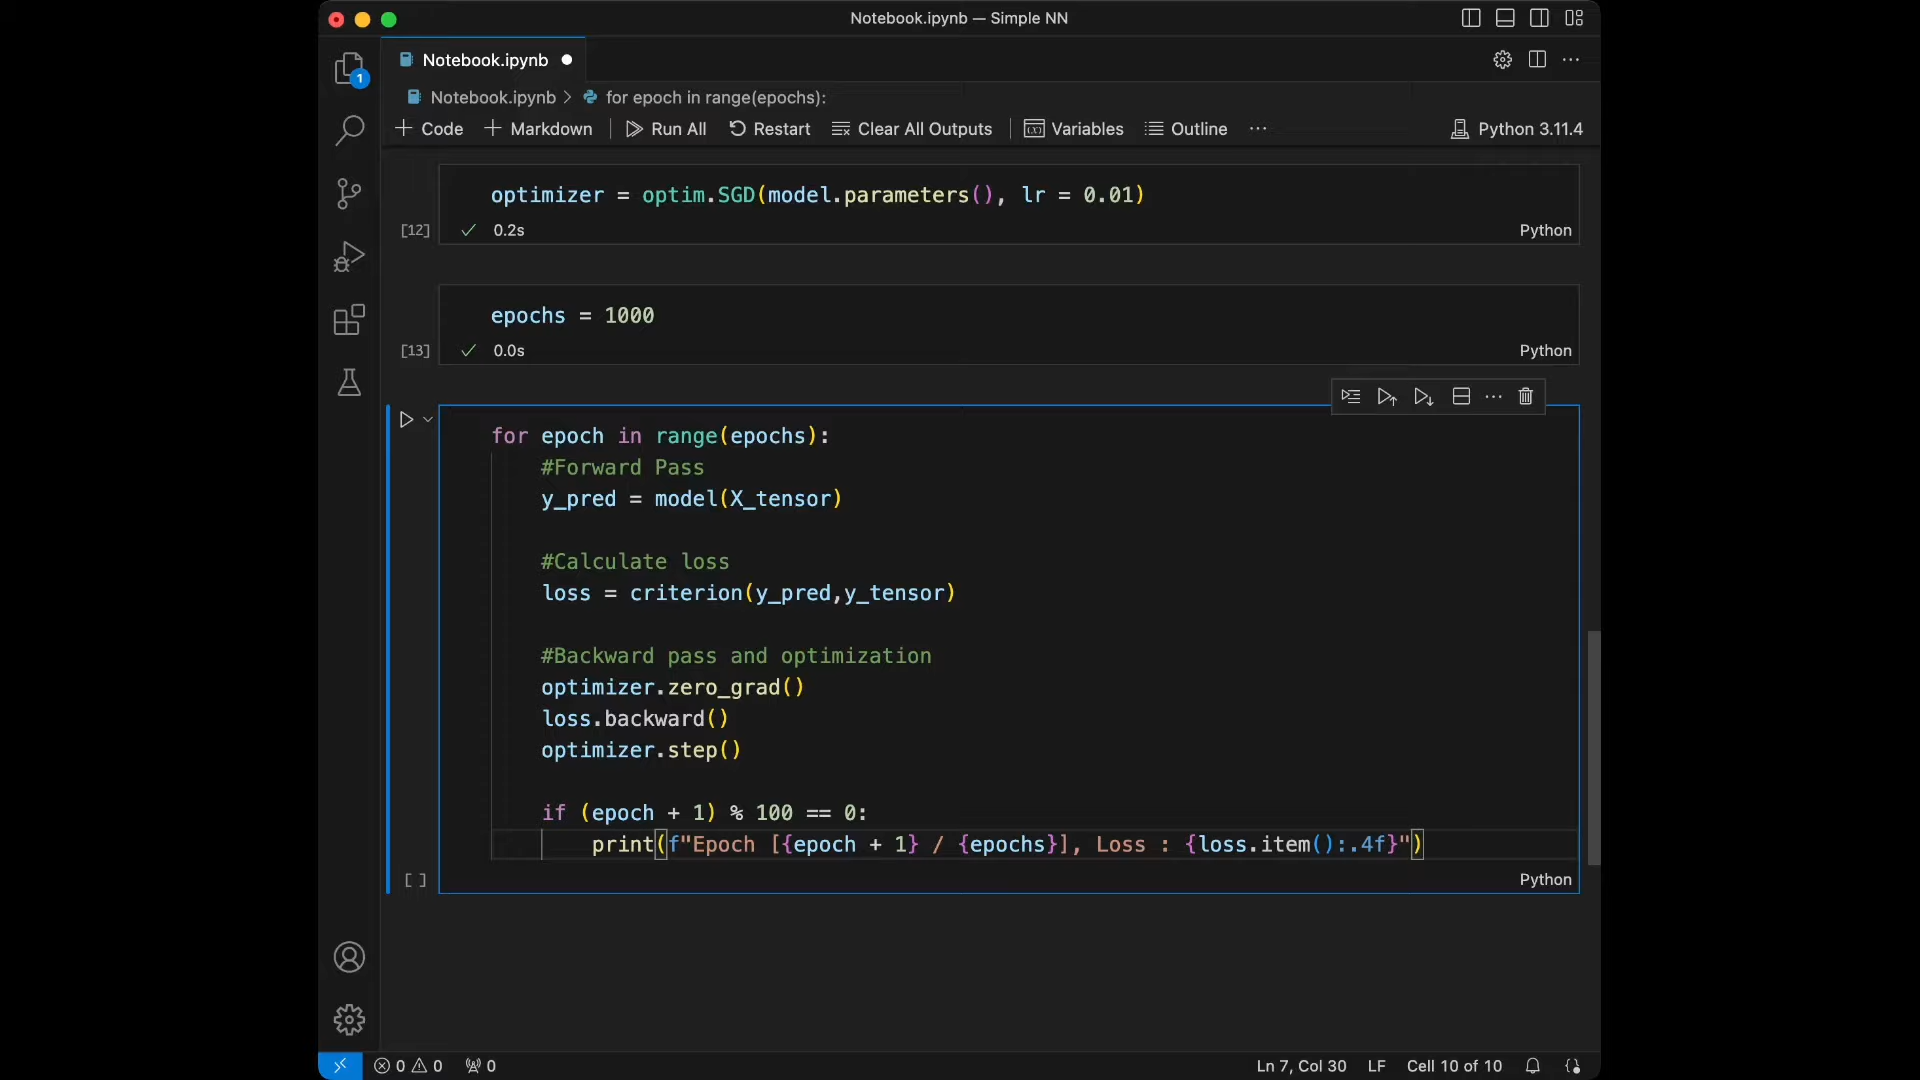 Notebook.ipynb — Simple NN
1
Notebook.ipynb
Notebook.ipynb > for epoch in range(epochs):
+ Code + Markdown Run All Restart Clear All Outputs Variables Outline ··· Python 3.11.4
optimizer = optim.SGD(model.parameters(), lr = 0.01)
[12] ✓ 0.2s Python
epochs = 1000
[13] ✓ 0.0s Python
for epoch in range(epochs):
#Forward Pass
y_pred = model(X_tensor)
#Calculate loss
loss = criterion(y_pred,y_tensor)
#Backward pass and optimization
optimizer.zero_grad()
loss.backward()
optimizer.step()
if (epoch + 1) % 100 == 0:
print(f"Epoch [{epoch + 1} / {epochs}], Loss : {loss.item():.4f}")
[ ] Python
0 0 0 Ln 7, Col 30 LF Cell 10 of 10